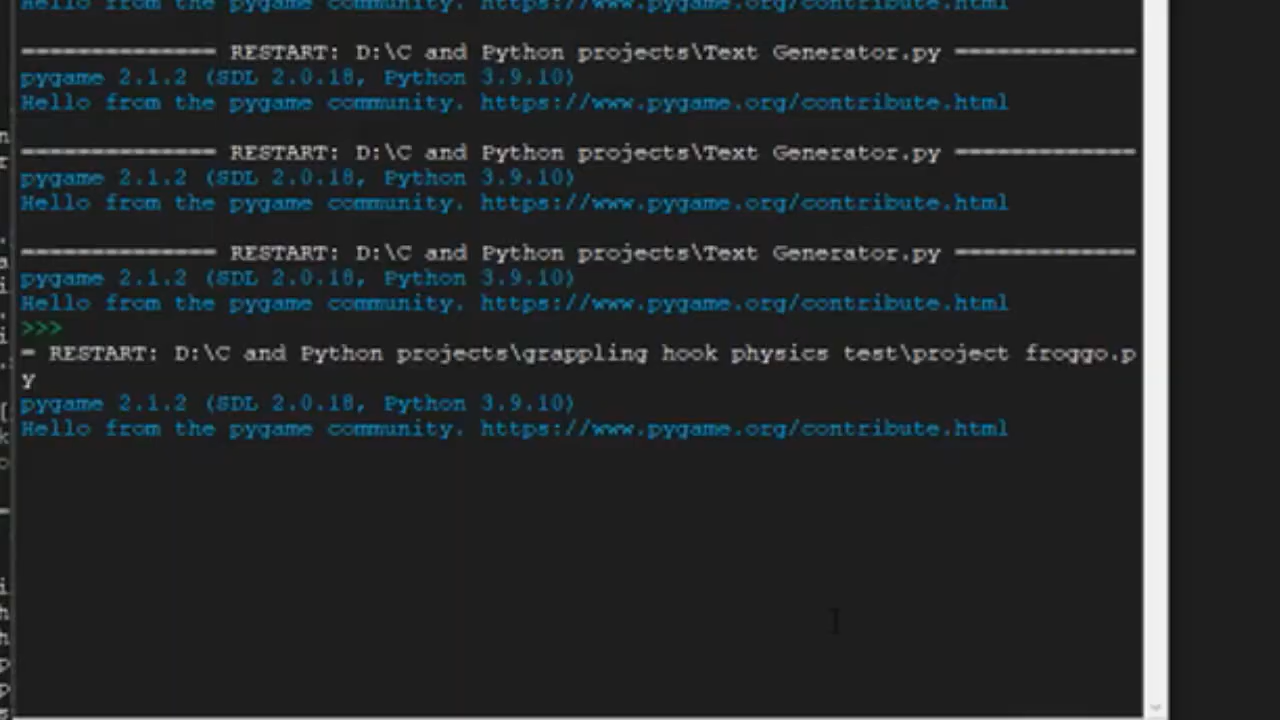 Hello from the pygame community. https://www.pygame.org/contribute.html
=============== RESTART: D:\C and Python projects\Text Generator.py ==============
pygame 2.1.2 (SDL 2.0.18, Python 3.9.10)
Hello from the pygame community. https://www.pygame.org/contribute.html
=============== RESTART: D:\C and Python projects\Text Generator.py ==============
pygame 2.1.2 (SDL 2.0.18, Python 3.9.10)
Hello from the pygame community. https://www.pygame.org/contribute.html
=============== RESTART: D:\C and Python projects\Text Generator.py ==============
pygame 2.1.2 (SDL 2.0.18, Python 3.9.10)
Hello from the pygame community. https://www.pygame.org/contribute.html
>>>
= RESTART: D:\C and Python projects\grappling hook physics test\project froggo.p
y
pygame 2.1.2 (SDL 2.0.18, Python 3.9.10)
Hello from the pygame community. https://www.pygame.org/contribute.html